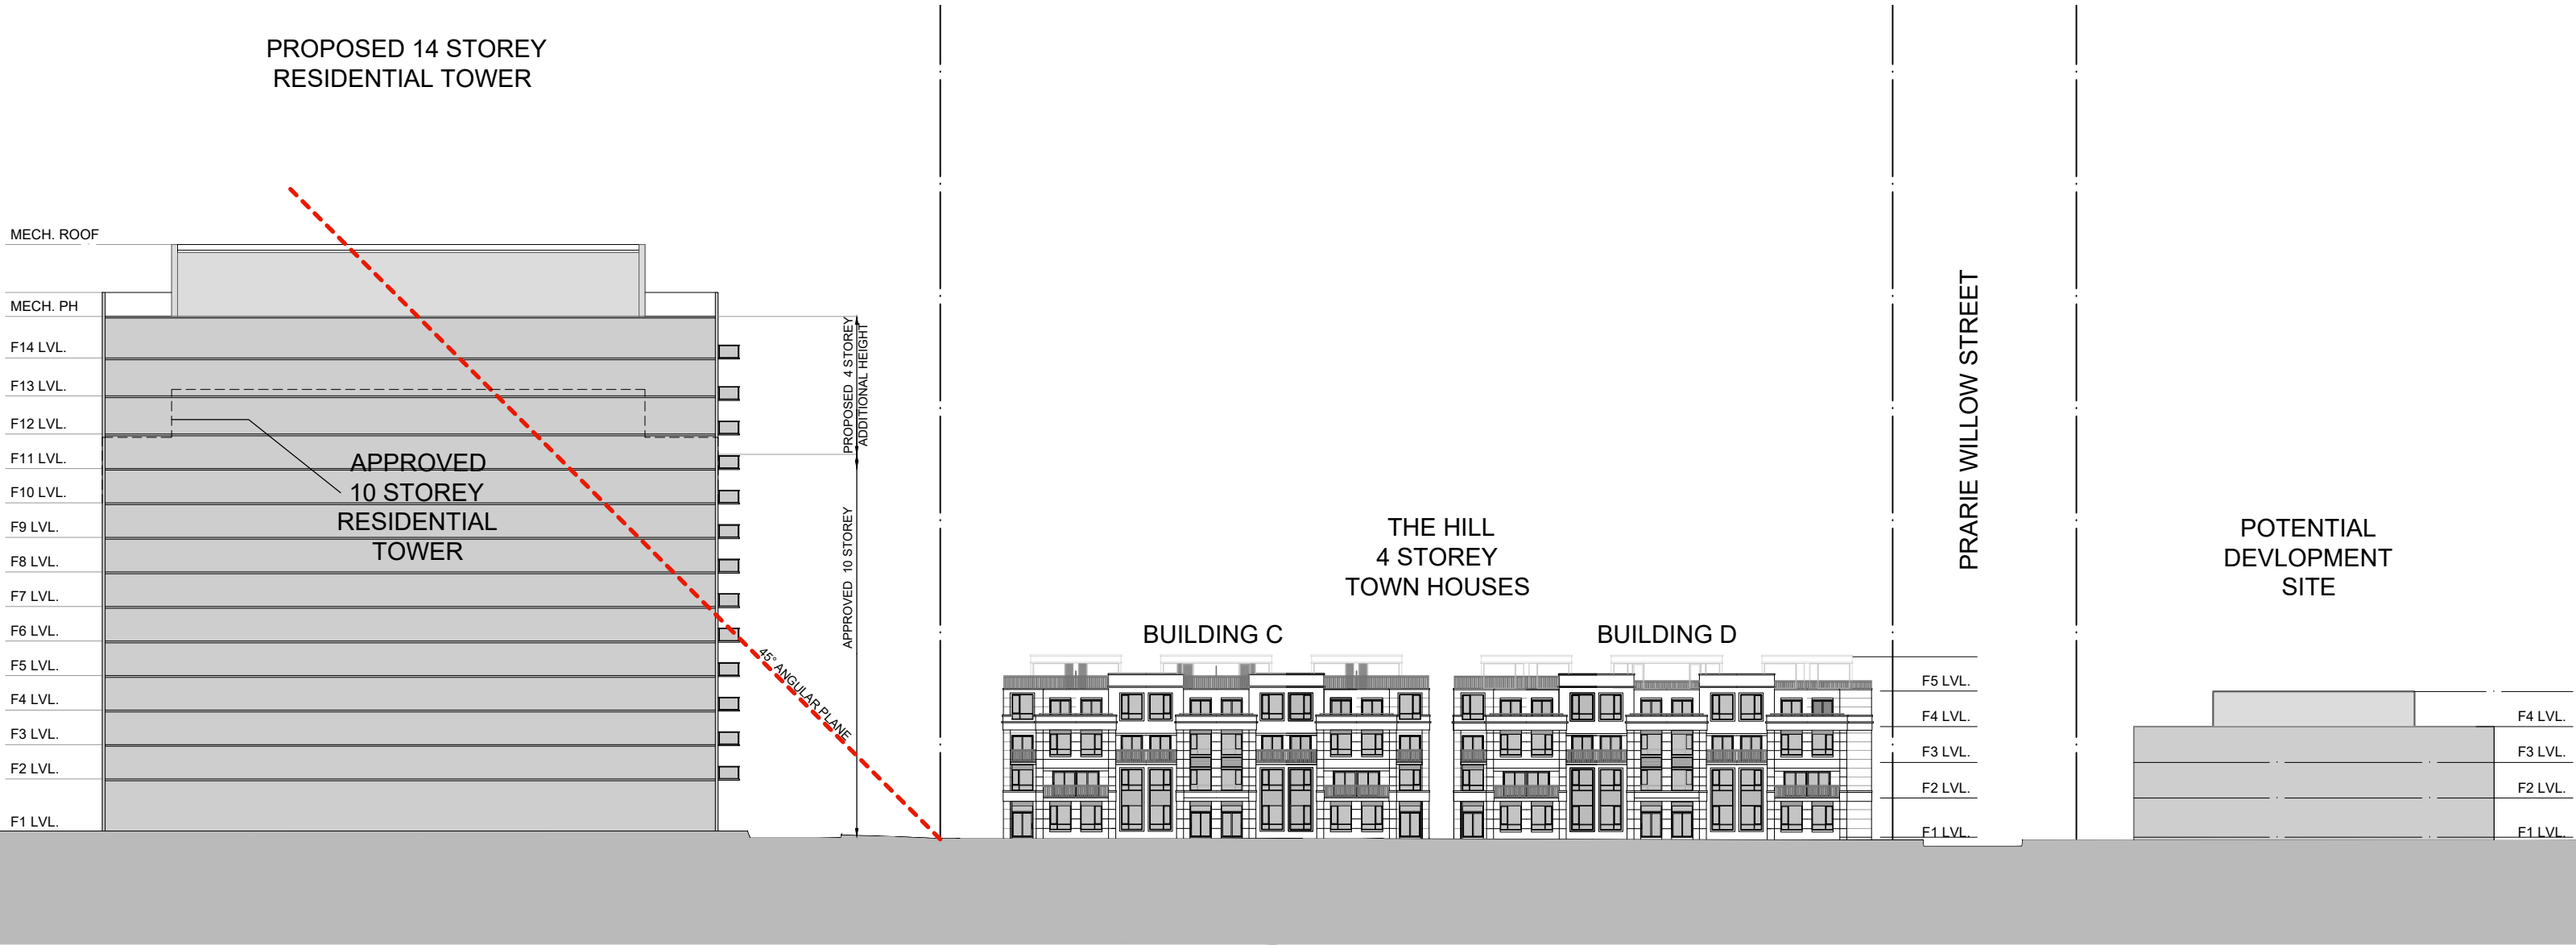 PROPOSED 14 STOREY
RESIDENTIAL TOWER
MECH. ROOF
MECH. PH
F14 LVL.
F13 LVL.
F12 LVL.
F11 LVL.
F10 LVL.
F9 LVL.
F8 LVL.
F7 LVL.
F6 LVL.
F5 LVL.
F4 LVL.
F3 LVL.
F2 LVL.
F1 LVL.
APPROVED
10 STOREY
RESIDENTIAL
TOWER
PROPOSED 4 STOREY
ADDITIONAL HEIGHT
APPROVED 10 STOREY
45° ANGULAR PLANE
THE HILL
4 STOREY
TOWN HOUSES
BUILDING C
BUILDING D
F5 LVL.
F4 LVL.
F3 LVL.
F2 LVL.
F1 LVL.
PRARIE WILLOW STREET
POTENTIAL
DEVLOPMENT
SITE
F4 LVL.
F3 LVL.
F2 LVL.
F1 LVL.